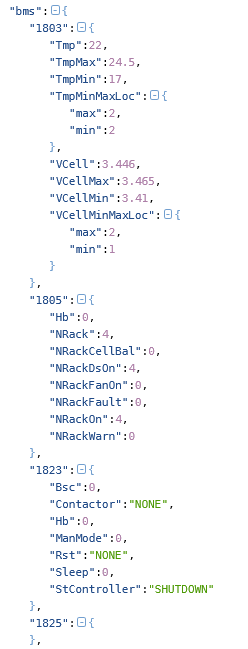 "bms":{
"1803":{
"Tmp":22,
"TmpMax":24.5,
"TmpMin":17,
"TmpMinMaxLoc":{
"max":2,
"min":2
},
"VCell":3.446,
"VCellMax":3.465,
"VCellMin":3.41,
"VCellMinMaxLoc":{
"max":2,
"min":1
}
},
"1805":{
"Hb":0,
"NRack":4,
"NRackCellBal":0,
"NRackDsOn":4,
"NRackFanOn":0,
"NRackFault":0,
"NRackOn":4,
"NRackWarn":0
},
"1823":{
"Bsc":0,
"Contactor":"NONE",
"Hb":0,
"ManMode":0,
"Rst":"NONE",
"Sleep":0,
"StController":"SHUTDOWN"
},
"1825":{
},